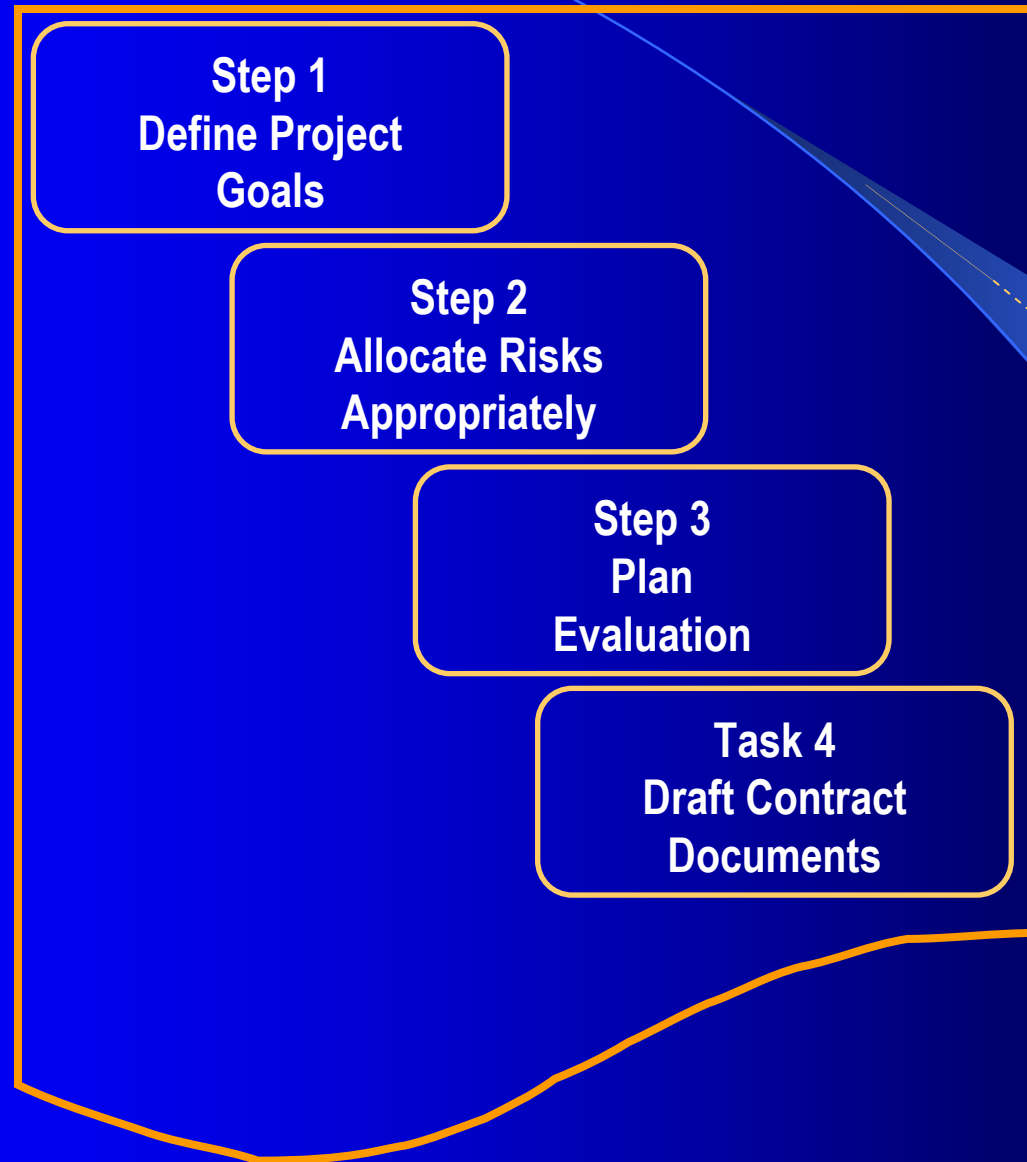 Step 1
Define Project
Goals
Step 2
Allocate Risks
Appropriately
Step 3
Plan
Evaluation
Task 4
Draft Contract
Documents